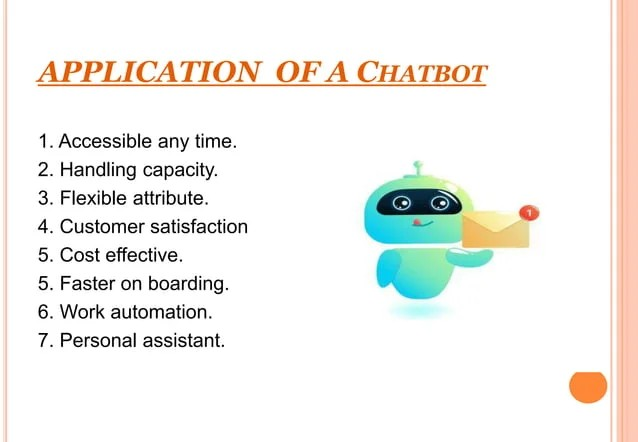 APPLICATION OF A CHATBOT
1. Accessible any time.
2. Handling capacity.
3. Flexible attribute.
4. Customer satisfaction
5. Cost effective.
5. Faster on boarding.
6. Work automation.
7. Personal assistant.
1